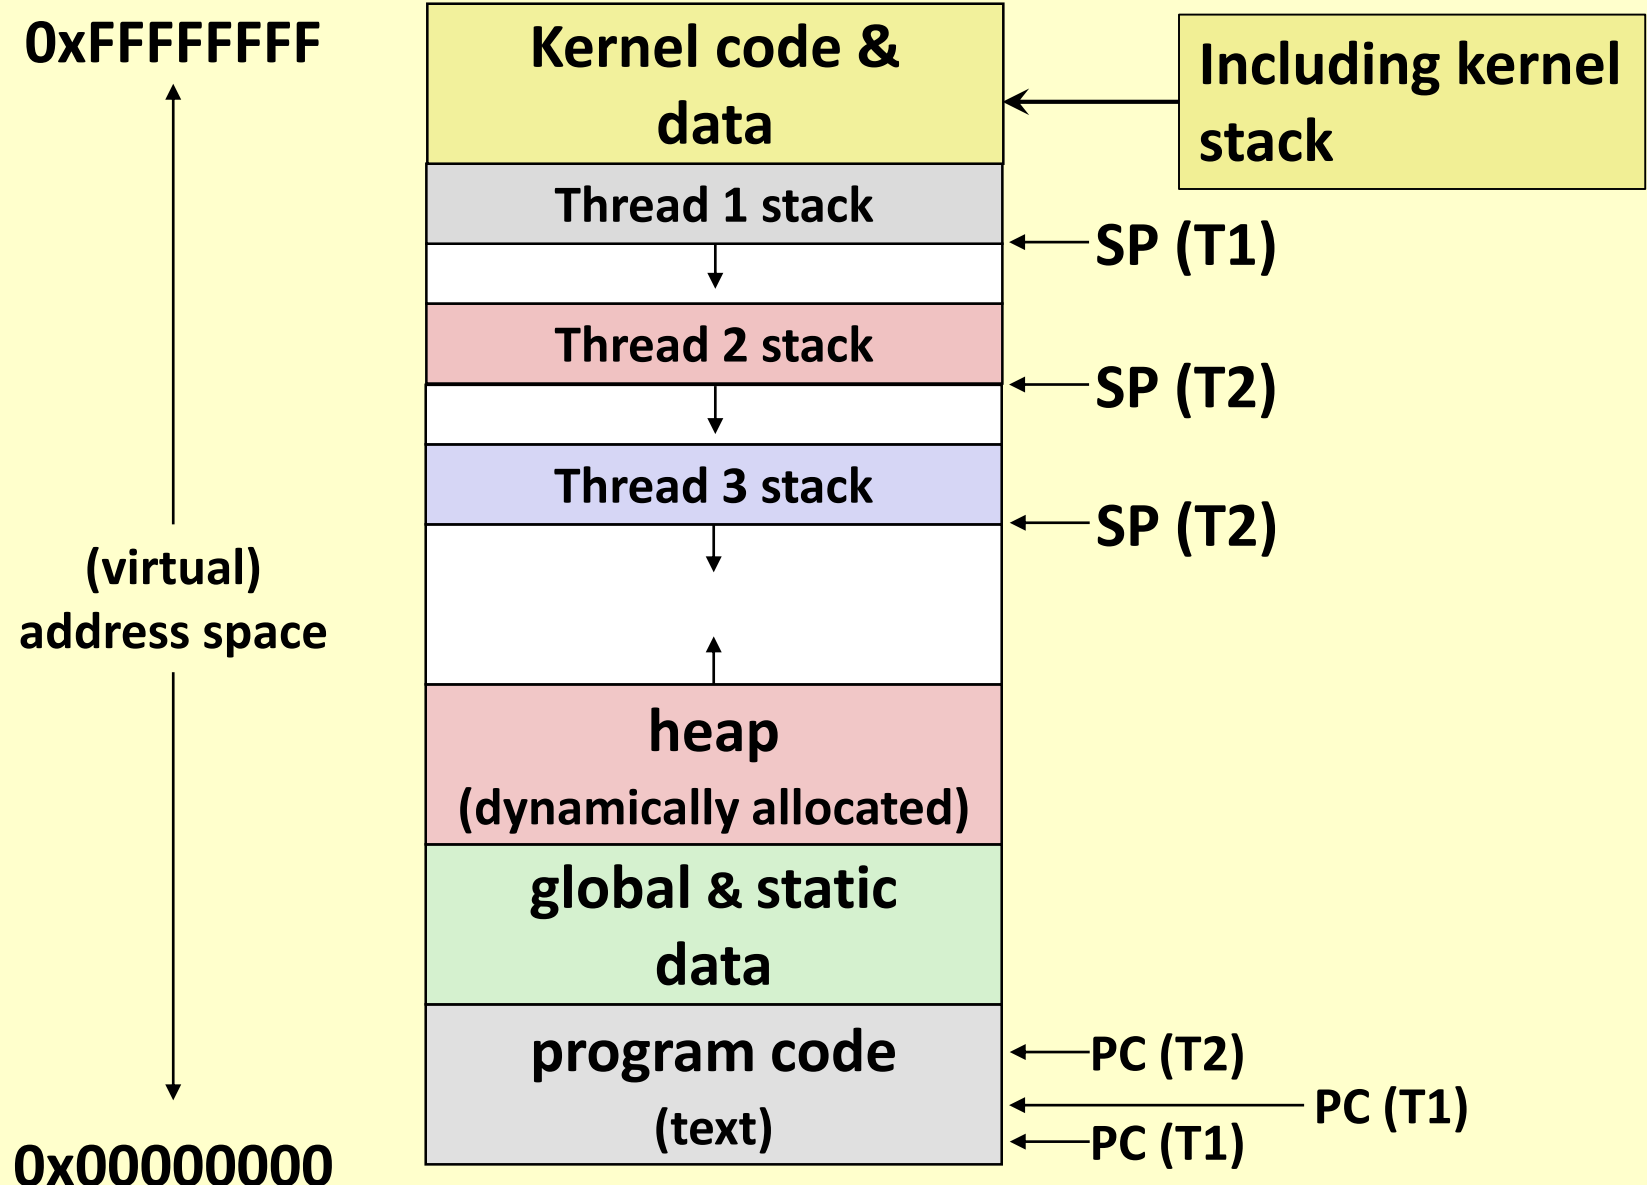 0xFFFFFFFF
Kernel code &
data
Including kernel
stack
Thread 1 stack
SP (T1)
Thread 2 stack
SP (T2)
Thread 3 stack
SP (T2)
(virtual)
address space
heap
(dynamically allocated)
global & static
data
program code
(text)
PC (T2)
PC (T1)
PC (T1)
0x00000000